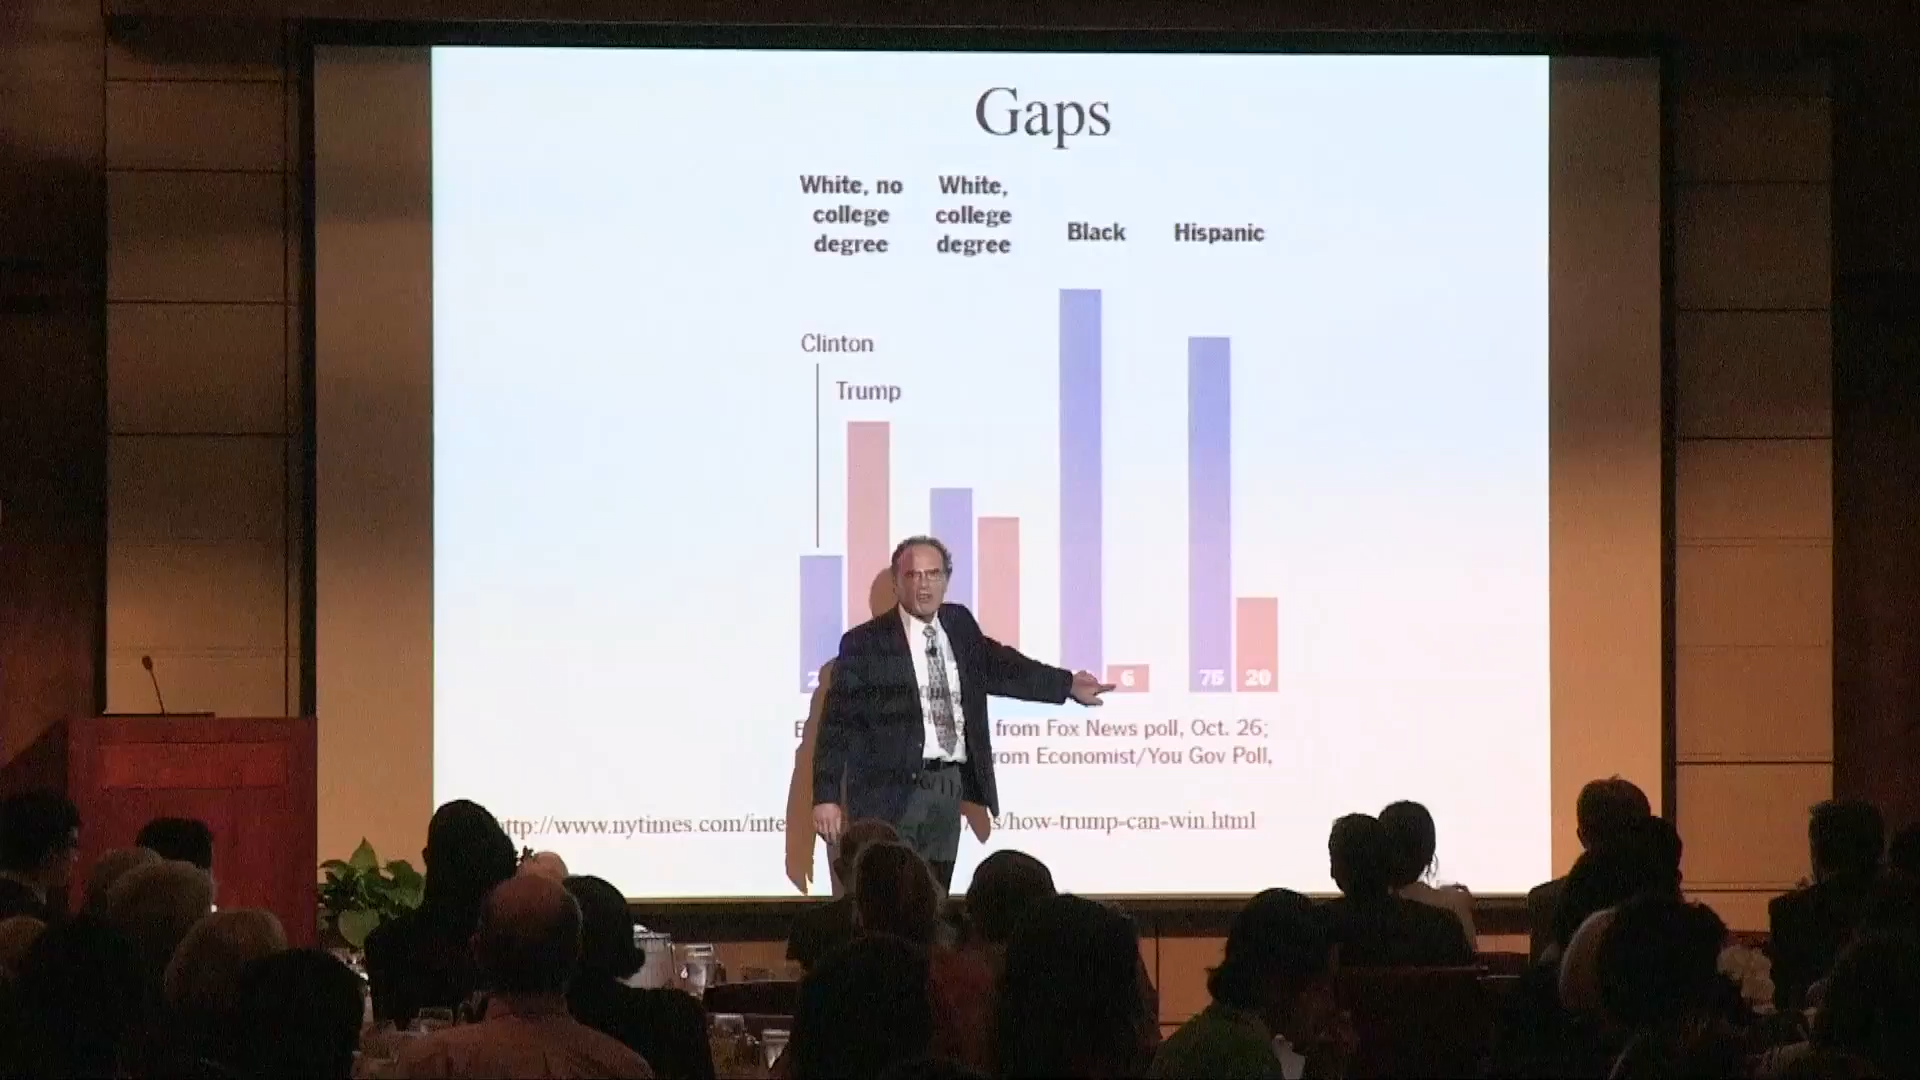 Gaps
White, no
college
degree
White,
college
degree
Black
Hispanic
Clinton
Trump
6
75
20
from Fox News poll, Oct. 26;
from Economist/You Gov Poll,
http://www.nytimes.com/inte
s/how-trump-can-win.html